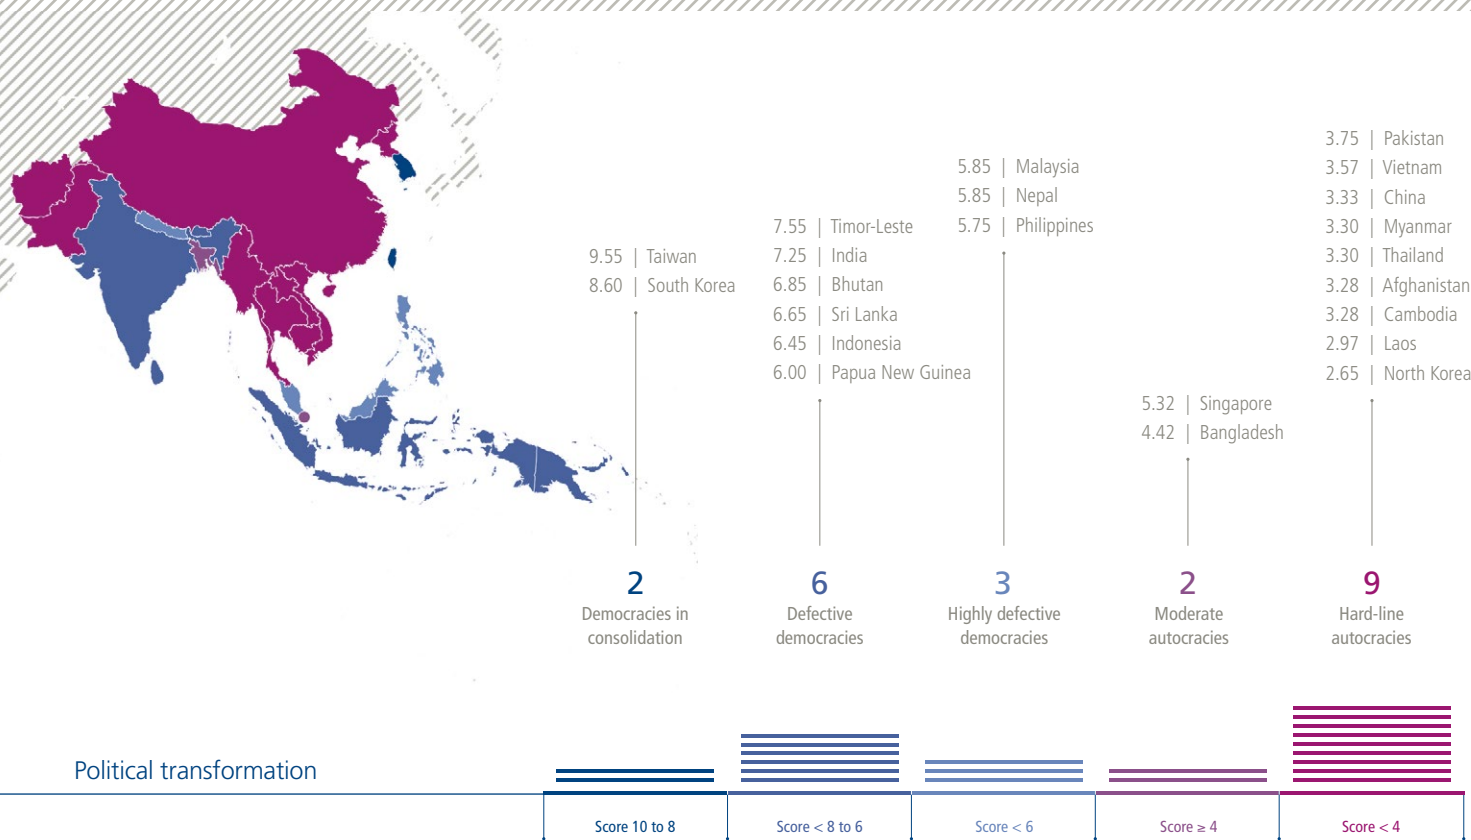 9.55 | Taiwan
8.60 | South Korea
7.55 | Timor-Leste
7.25 | India
6.85 | Bhutan
6.65 | Sri Lanka
6.45 | Indonesia
6.00 | Papua New Guinea
5.85 | Malaysia
5.85 | Nepal
5.75 | Philippines
5.32 | Singapore
4.42 | Bangladesh
3.75 | Pakistan
3.57 | Vietnam
3.33 | China
3.30 | Myanmar
3.30 | Thailand
3.28 | Afghanistan
3.28 | Cambodia
2.97 | Laos
2.65 | North Korea
2
Democracies in
consolidation
6
Defective
democracies
3
Highly defective
democracies
2
Moderate
autocracies
9
Hard-line
autocracies
Political transformation
Score 10 to 8
Score < 8 to 6
Score < 6
Score ≥ 4
Score < 4